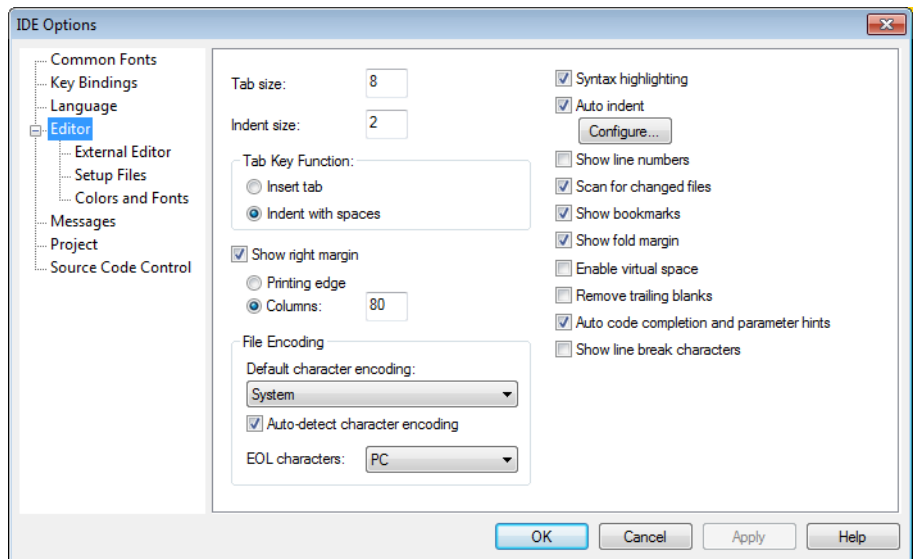 IDE Options
Common Fonts
Key Bindings
Language
Editor
External Editor
Setup Files
Colors and Fonts
Messages
Project
Source Code Control
Tab size: 8
Indent size: 2
Tab Key Function:
Insert tab
Indent with spaces
Show right margin
Printing edge
Columns: 80
File Encoding
Default character encoding:
System
Auto-detect character encoding
EOL characters: PC
Syntax highlighting
Auto indent
Configure...
Show line numbers
Scan for changed files
Show bookmarks
Show fold margin
Enable virtual space
Remove trailing blanks
Auto code completion and parameter hints
Show line break characters
OK Cancel Apply Help